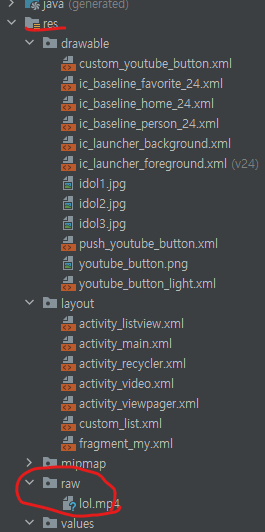 java (generated)
res
drawable
custom_youtube_button.xml
ic_baseline_favorite_24.xml
ic_baseline_home_24.xml
ic_baseline_person_24.xml
ic_launcher_background.xml
ic_launcher_foreground.xml (v24)
idol1.jpg
idol2.jpg
idol3.jpg
push_youtube_button.xml
youtube_button.png
youtube_button_light.xml
layout
activity_listview.xml
activity_main.xml
activity_recycler.xml
activity_video.xml
activity_viewpager.xml
custom_list.xml
fragment_my.xml
mipmap
raw
lol.mp4
values